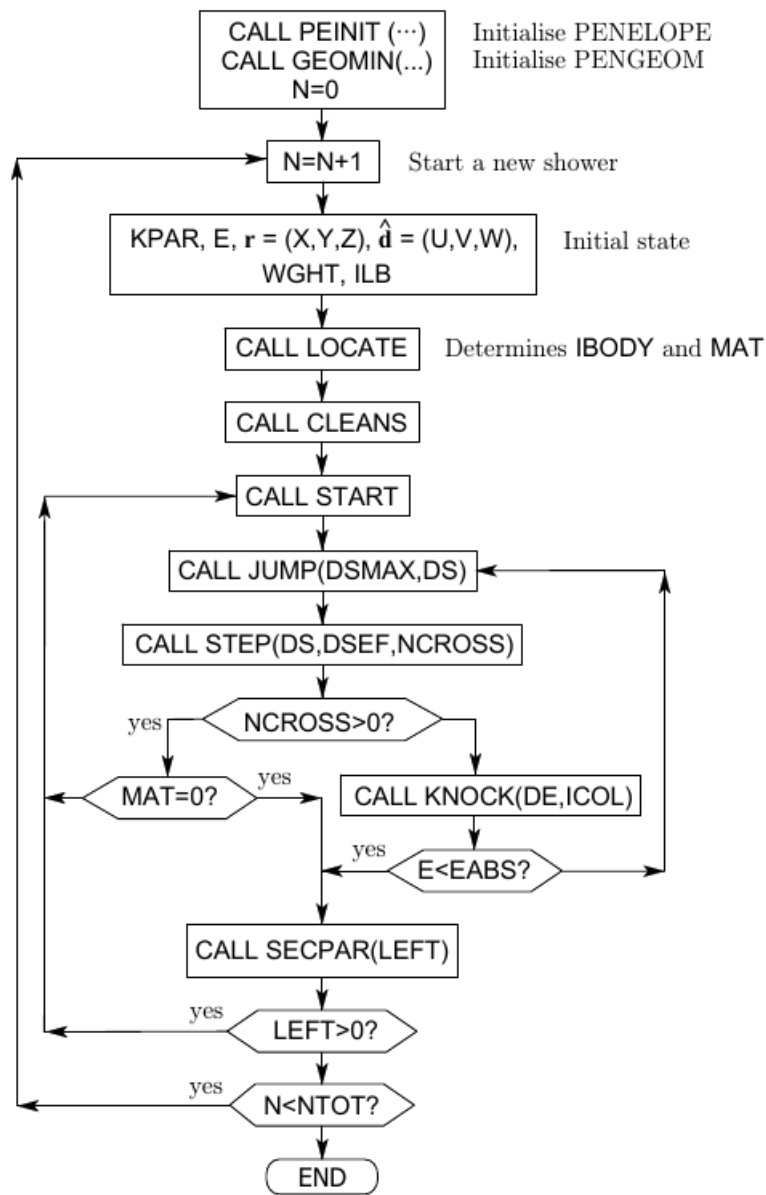 CALL PEINIT (···) Initialise PENELOPE
CALL GEOMIN(...) Initialise PENGEOM
N=0
N=N+1 Start a new shower
KPAR, E, r = (X,Y,Z), d̂ = (U,V,W), Initial state
WGHT, ILB
CALL LOCATE Determines IBODY and MAT
CALL CLEANS
CALL START
CALL JUMP(DSMAX,DS)
CALL STEP(DS,DSEF,NCROSS)
yes NCROSS>0?
MAT=0? yes CALL KNOCK(DE,ICOL)
yes E<EABS?
CALL SECPAR(LEFT)
yes LEFT>0?
yes N<NTOT?
END